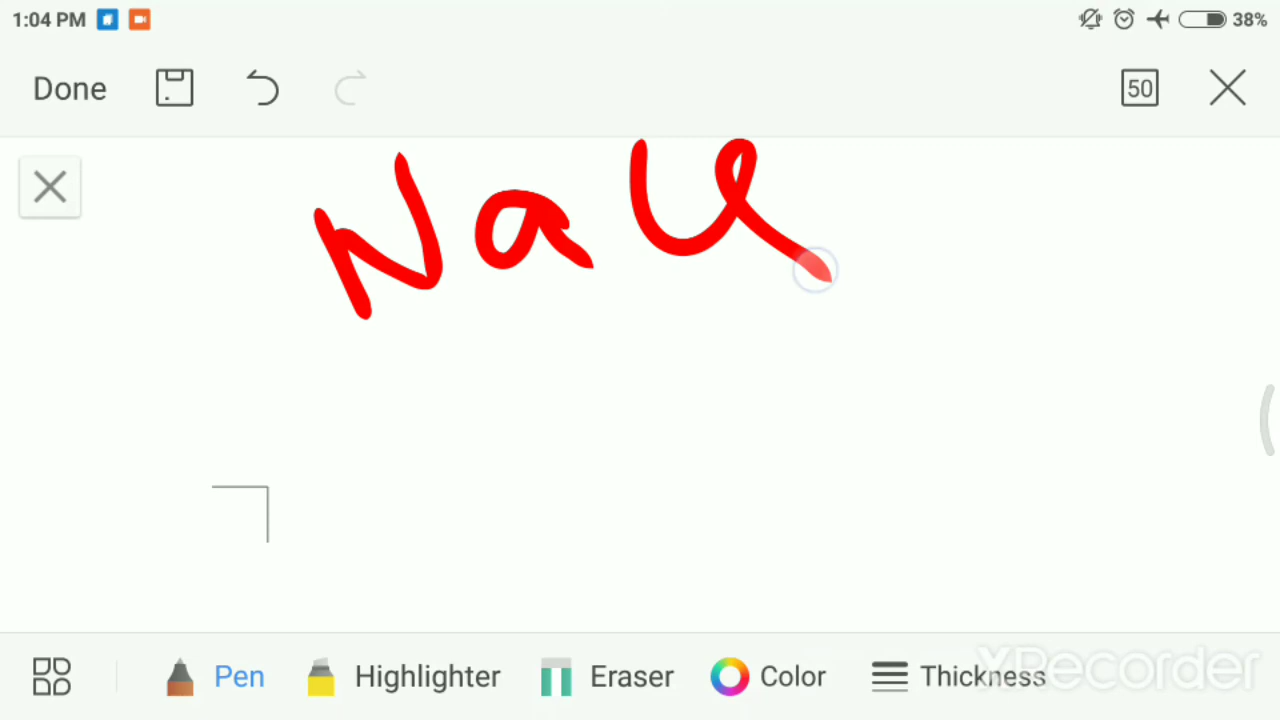 1:04 PM 38%
Done 50
NaCl
Pen Highlighter Eraser Color Thickness
XRecorder